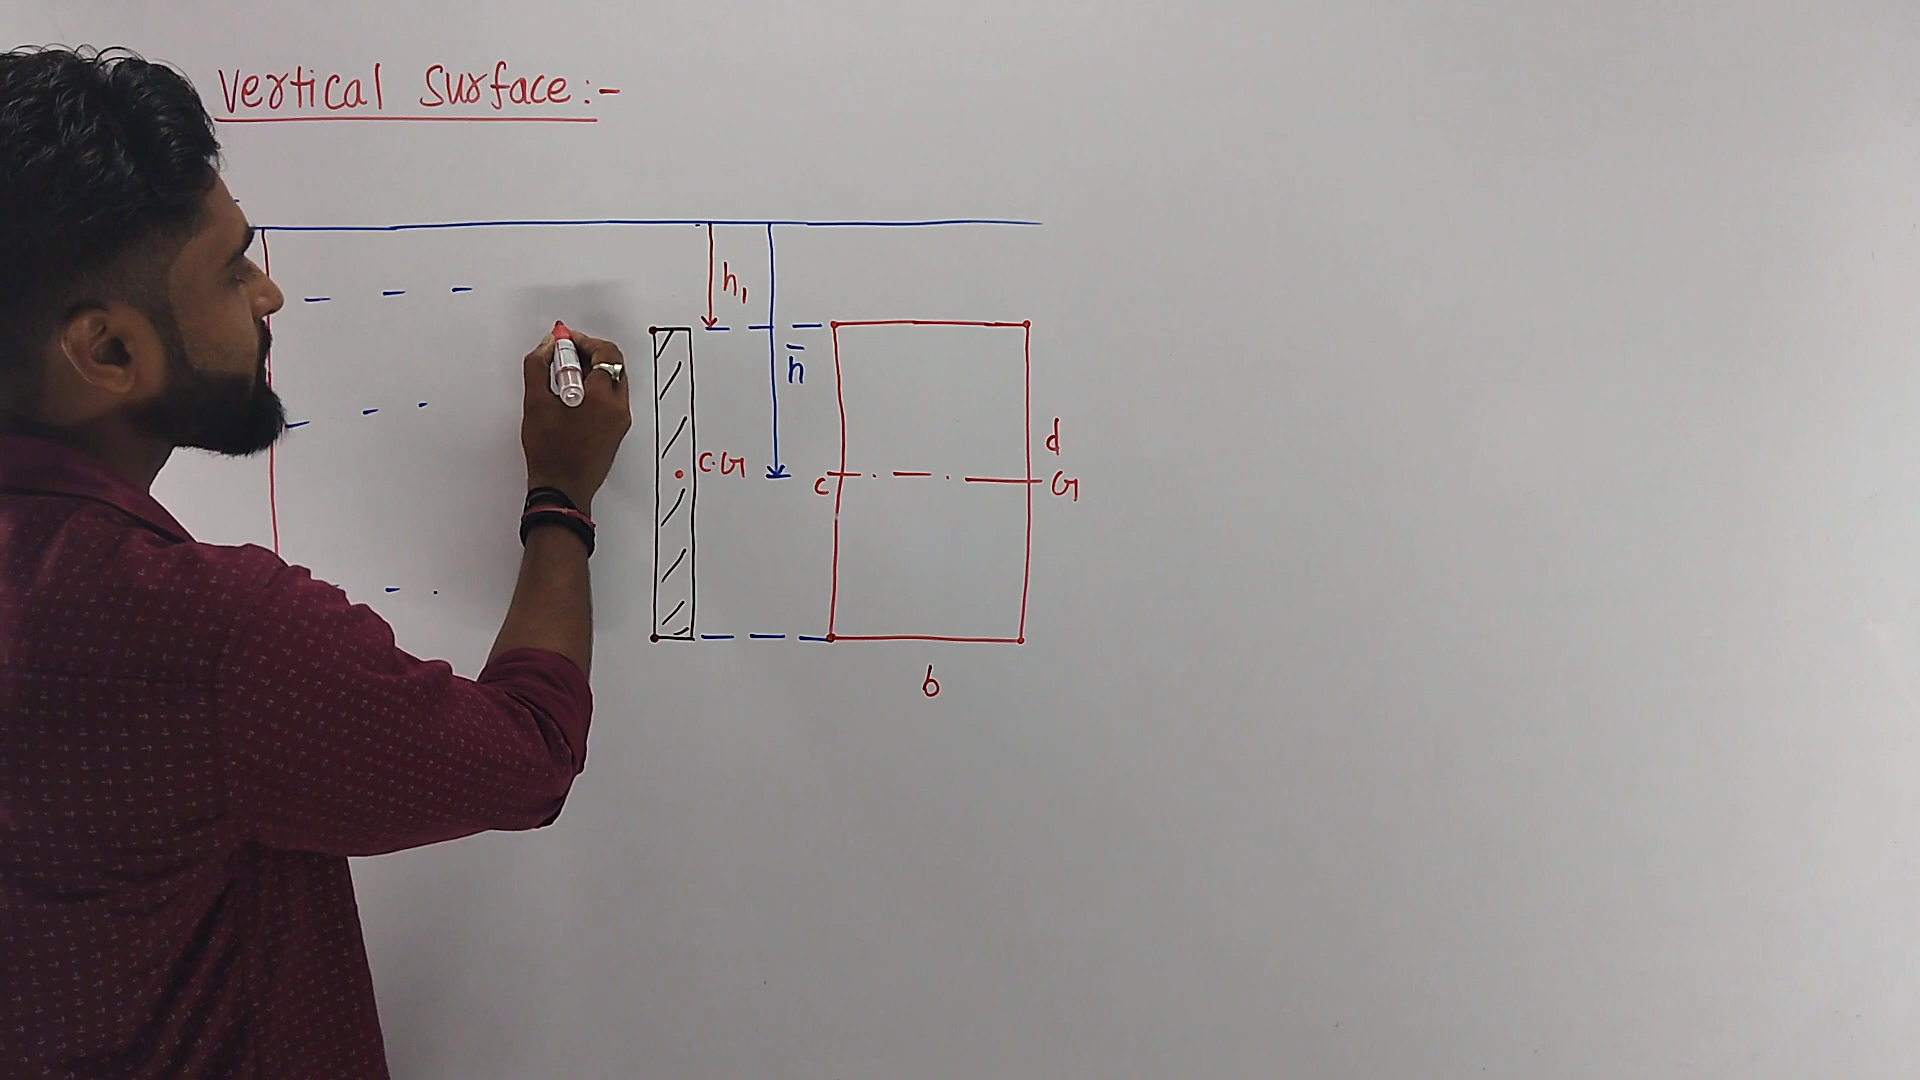 Vertical Surface:-
h₁
h̄
d
C.G
C
G
b